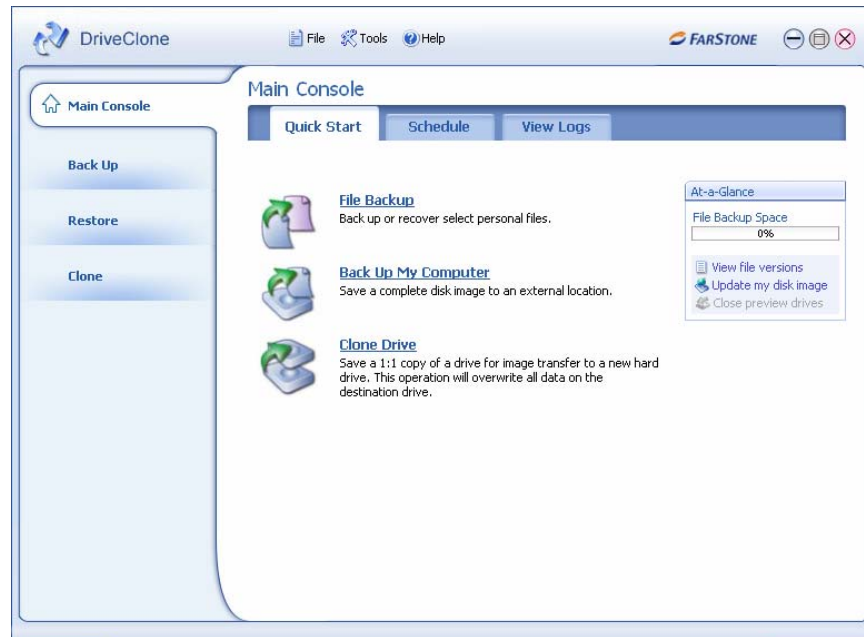 DriveClone
File Tools Help
FARSTONE
Main Console
Back Up
Restore
Clone
Main Console
Quick Start Schedule View Logs
File Backup
Back up or recover select personal files.
Back Up My Computer
Save a complete disk image to an external location.
Clone Drive
Save a 1:1 copy of a drive for image transfer to a new hard
drive. This operation will overwrite all data on the
destination drive.
At-a-Glance
File Backup Space
0%
View file versions
Update my disk image
Close preview drives